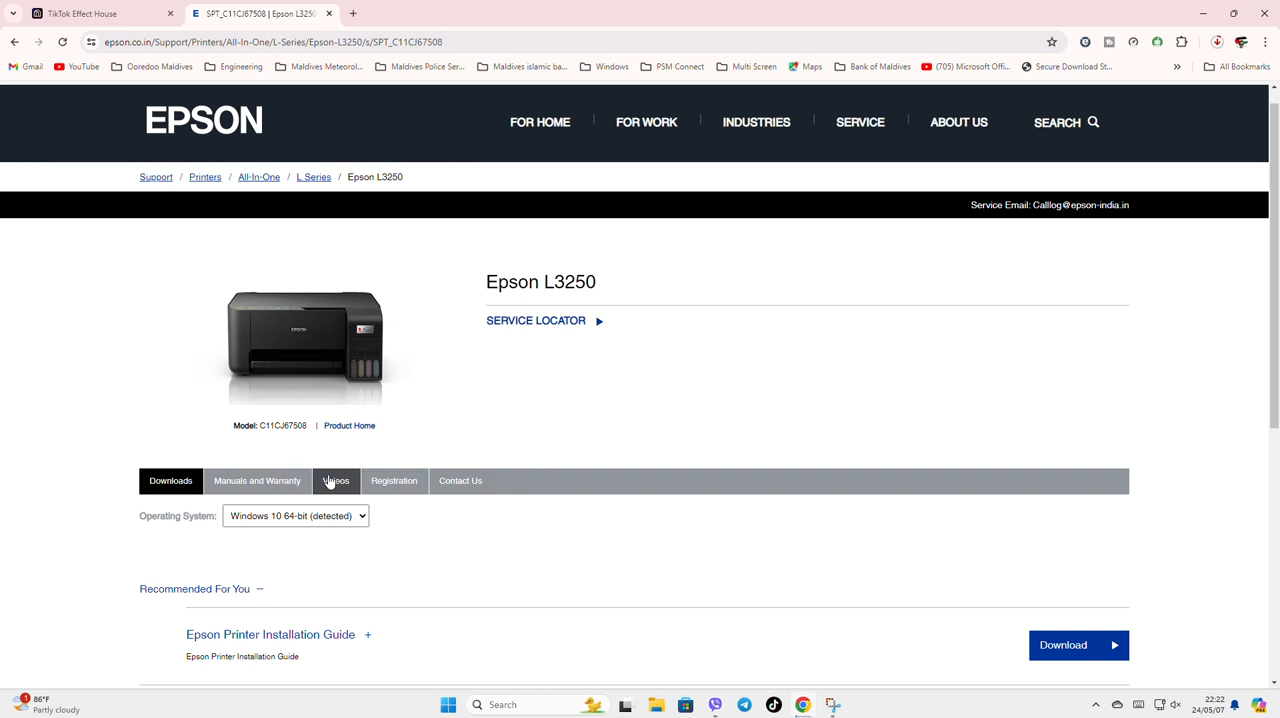 TikTok Effect House
SPT_C11CJ67508 | Epson L3250
epson.co.in/Support/Printers/All-In-One/L-Series/Epson-L3250/s/SPT_C11CJ67508
Gmail
YouTube
Ooredoo Maldives
Engineering
Maldives Meteorol...
Maldives Police Ser...
Maldives islamic ba...
Windows
PSM Connect
Multi Screen
Maps
Bank of Maldives
(705) Microsoft Offi...
Secure Download St...
»
All Bookmarks
EPSON
FOR HOME
FOR WORK
INDUSTRIES
SERVICE
ABOUT US
SEARCH
Support / Printers / All-In-One / L Series / Epson L3250
Service Email: Calllog@epson-india.in
Epson L3250
SERVICE LOCATOR
EPSON
Model: C11CJ67508 | Product Home
Downloads
Manuals and Warranty
Videos
Registration
Contact Us
Operating System: Windows 10 64-bit (detected)
Recommended For You −
Epson Printer Installation Guide +
Epson Printer Installation Guide
Download
1
86°F
Partly cloudy
Search
22:22
24/05/07